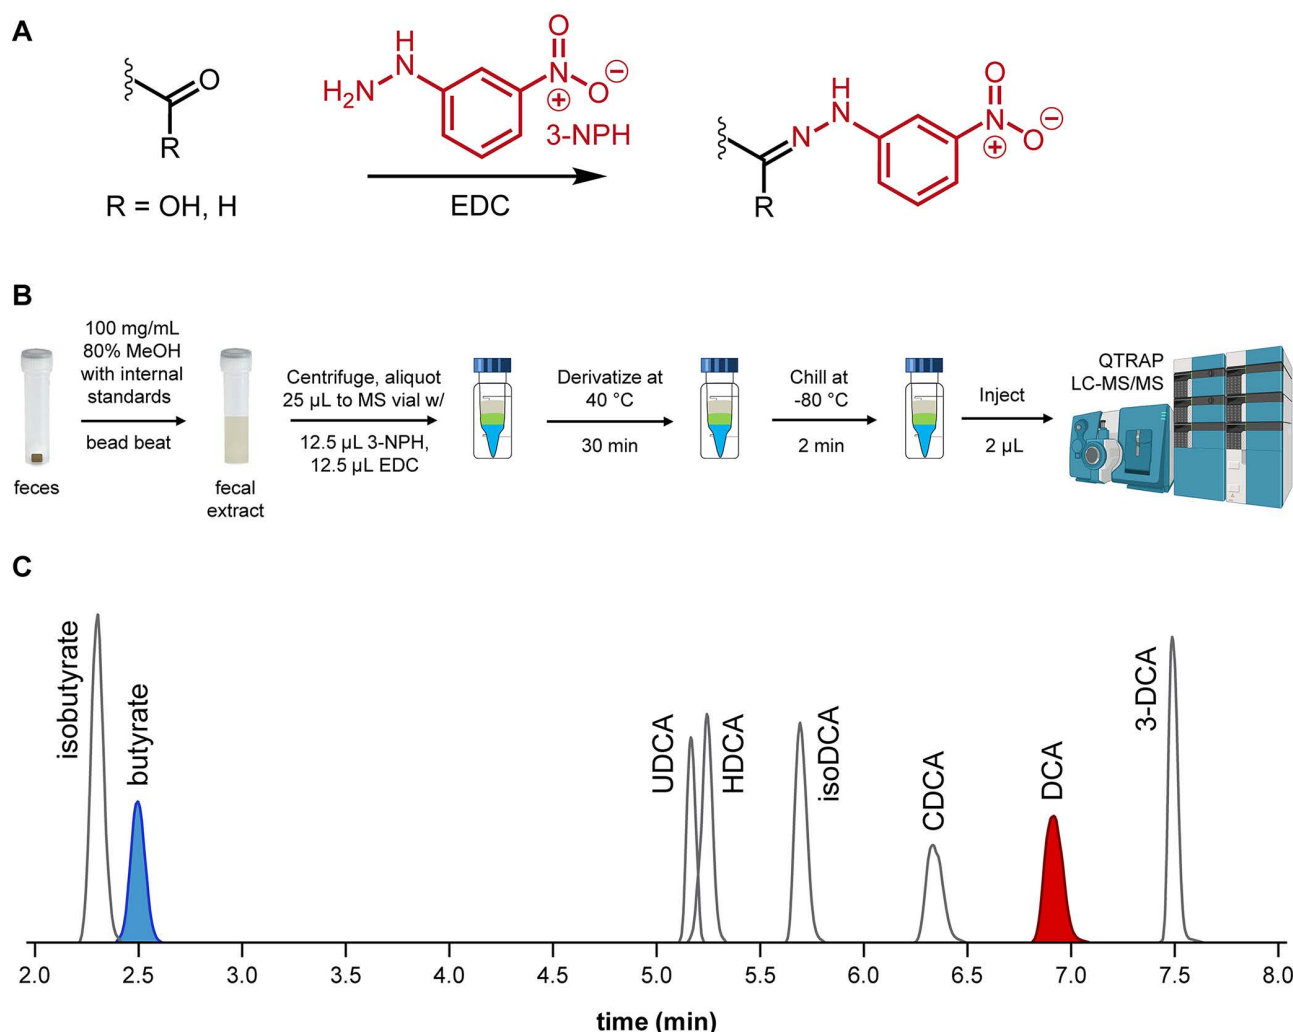 A
O
R
R = OH, H
H
H₂N
N
O
N
⊕
O
⊖
3-NPH
EDC
R
N
H
N
O
N
⊕
O
⊖
B
100 mg/mL
80% MeOH
with internal
standards
bead beat
feces
fecal
extract
Centrifuge, aliquot
25 µL to MS vial w/
12.5 µL 3-NPH,
12.5 µL EDC
Derivatize at
40 °C
30 min
Chill at
-80 °C
2 min
Inject
2 µL
QTRAP
LC-MS/MS
C
isobutyrate
butyrate
UDCA
HDCA
isoDCA
CDCA
DCA
3-DCA
2.0 2.5 3.0 3.5 4.0 4.5 5.0 5.5 6.0 6.5 7.0 7.5 8.0
time (min)